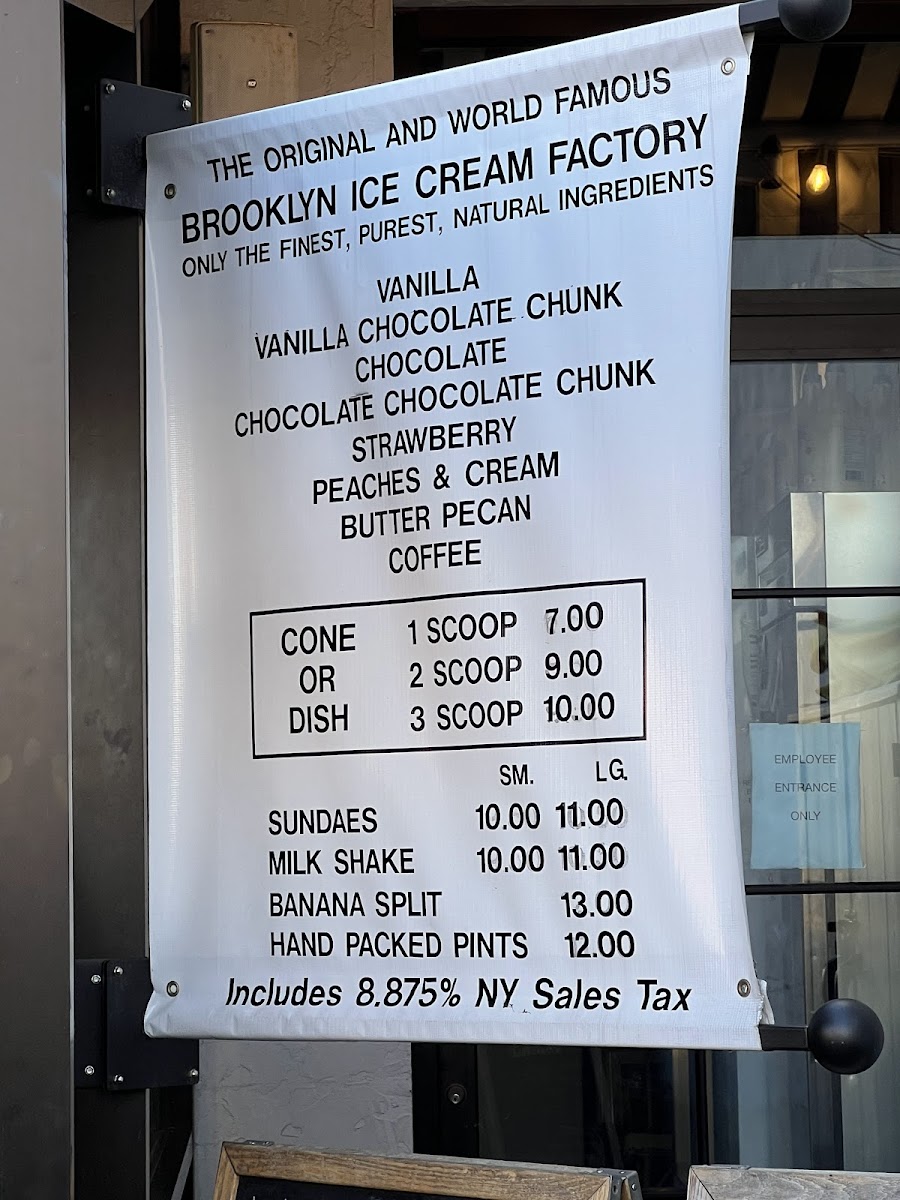 THE ORIGINAL AND WORLD FAMOUS
BROOKLYN ICE CREAM FACTORY
ONLY THE FINEST, PUREST, NATURAL INGREDIENTS
VANILLA
VANILLA CHOCOLATE CHUNK
CHOCOLATE
CHOCOLATE CHOCOLATE CHUNK
STRAWBERRY
PEACHES & CREAM
BUTTER PECAN
COFFEE
CONE 1 SCOOP 7.00
OR 2 SCOOP 9.00
DISH 3 SCOOP 10.00
SM. LG.
SUNDAES 10.00 11.00
MILK SHAKE 10.00 11.00
BANANA SPLIT 13.00
HAND PACKED PINTS 12.00
Includes 8.875% NY Sales Tax
EMPLOYEE
ENTRANCE
ONLY